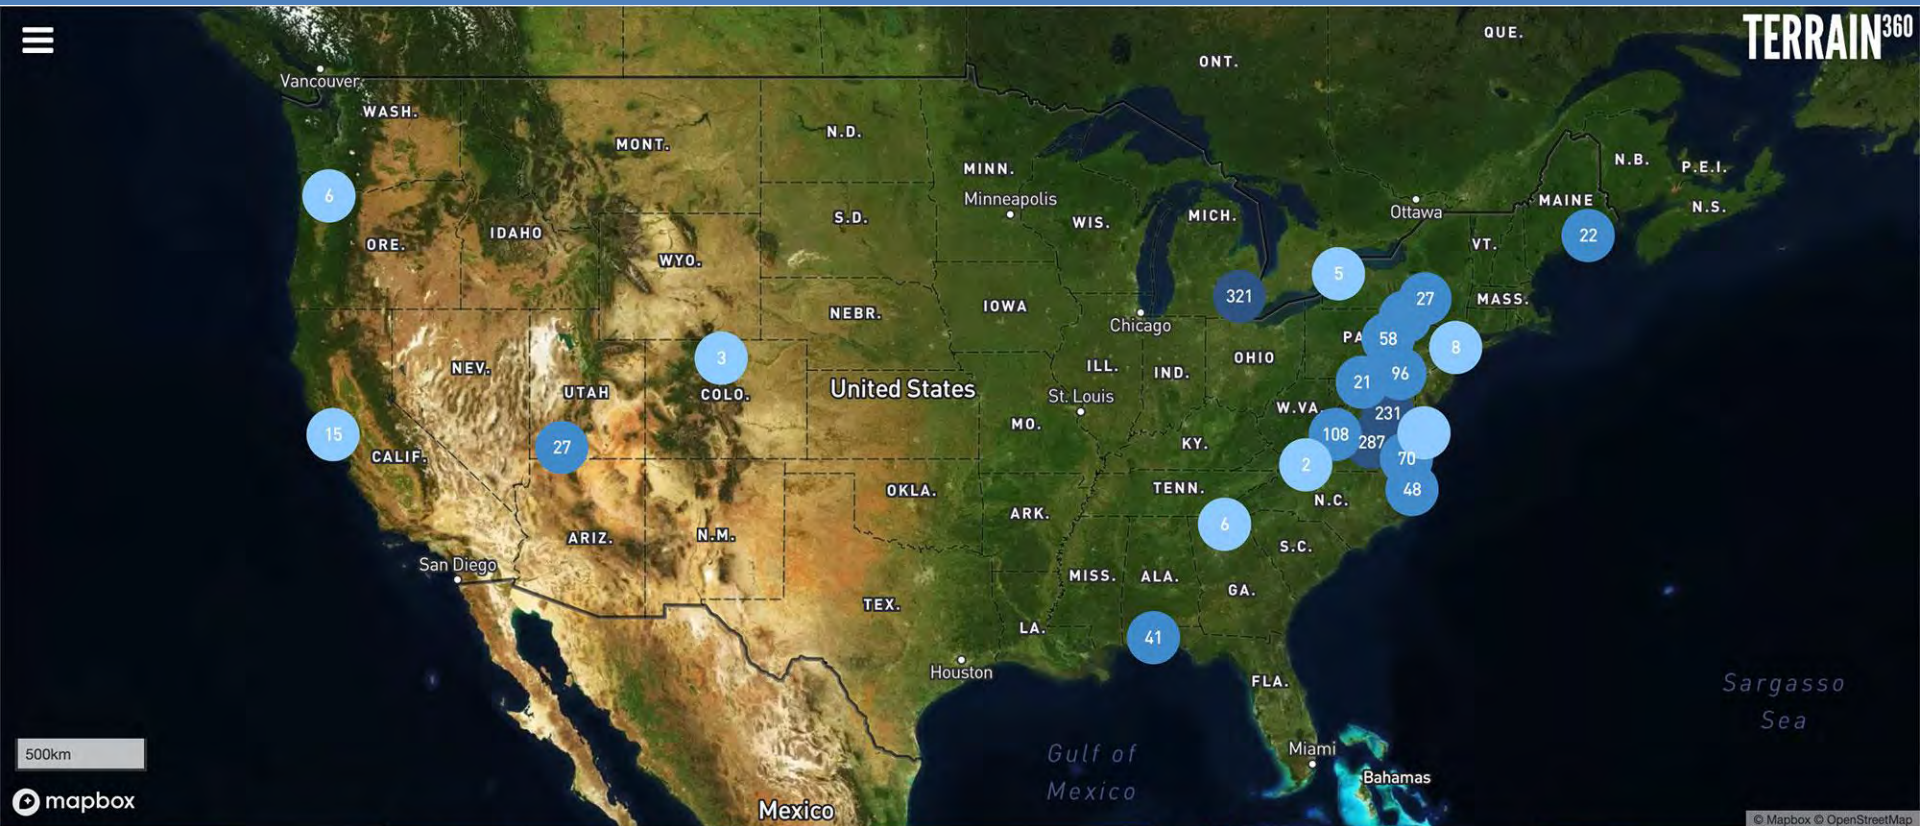 TERRAIN360
QUE.
ONT.
Vancouver
WASH.
MONT.
N.D.
MINN.
N.B.
P.E.I.
Minneapolis
MAINE
6
S.D.
WIS.
MICH.
Ottawa
N.S.
ORE.
IDAHO
VT.
22
WYO.
5
321
27
MASS.
NEBR.
IOWA
Chicago
PA
58
8
3
OHIO
NEV.
ILL.
IND.
96
21
UTAH
COLO.
United States
St. Louis
W.VA.
231
MO.
15
108
287
27
KY.
CALIF.
70
2
OKLA.
TENN.
48
N.C.
ARK.
6
ARIZ.
N.M.
S.C.
San Diego
MISS.
ALA.
GA.
TEX.
LA.
41
Houston
FLA.
Sargasso
Sea
500km
Gulf of
Mexico
Miami
Bahamas
mapbox
Mexico
© Mapbox © OpenStreetMap